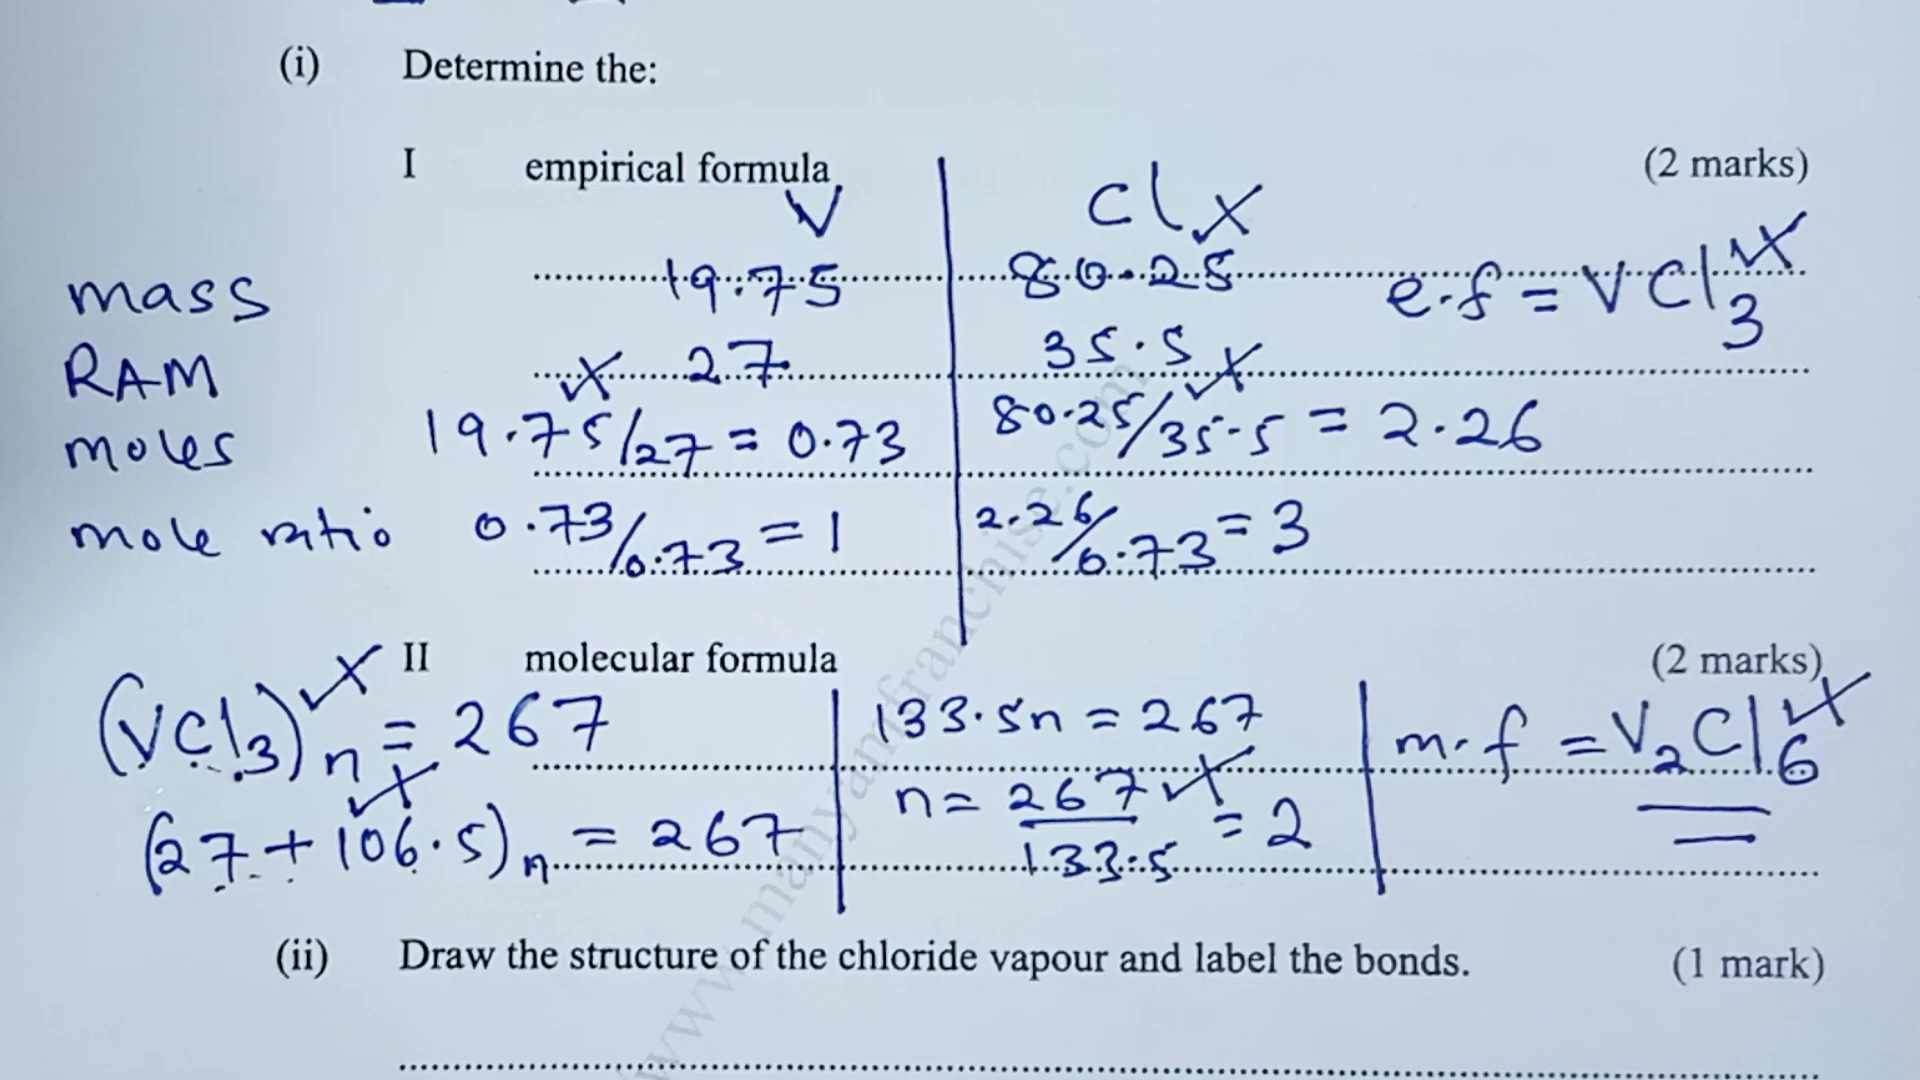 (i) Determine the:
I empirical formula (2 marks)
V Cl
mass 19.75 80.25 e.f = VCl3
RAM 27 35.5
moles 19.75/27 = 0.73 80.25/35.5 = 2.26
mole ratio 0.73/0.73 = 1 2.26/0.73 = 3
II molecular formula (2 marks)
(VCl3)n = 267 133.5n = 267 m.f = V2Cl6
(27 + 106.5)n = 267 n = 267/133.5 = 2
(ii) Draw the structure of the chloride vapour and label the bonds. (1 mark)
www.manyamfranchise.com